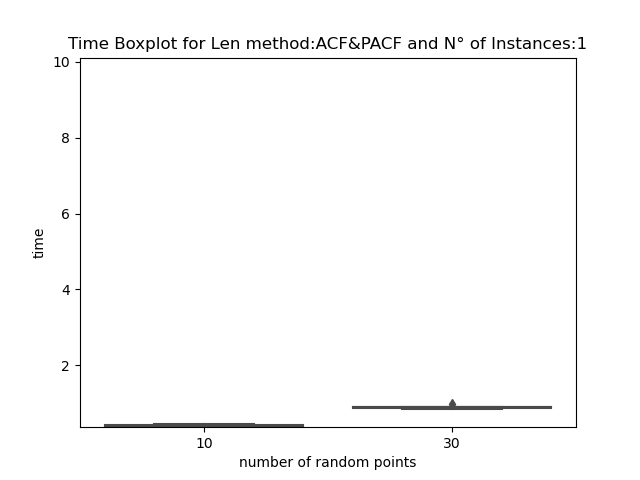 Time Boxplot for Len method:ACF&PACF and N° of Instances:1
10
8
6
4
2
time
10 30
number of random points